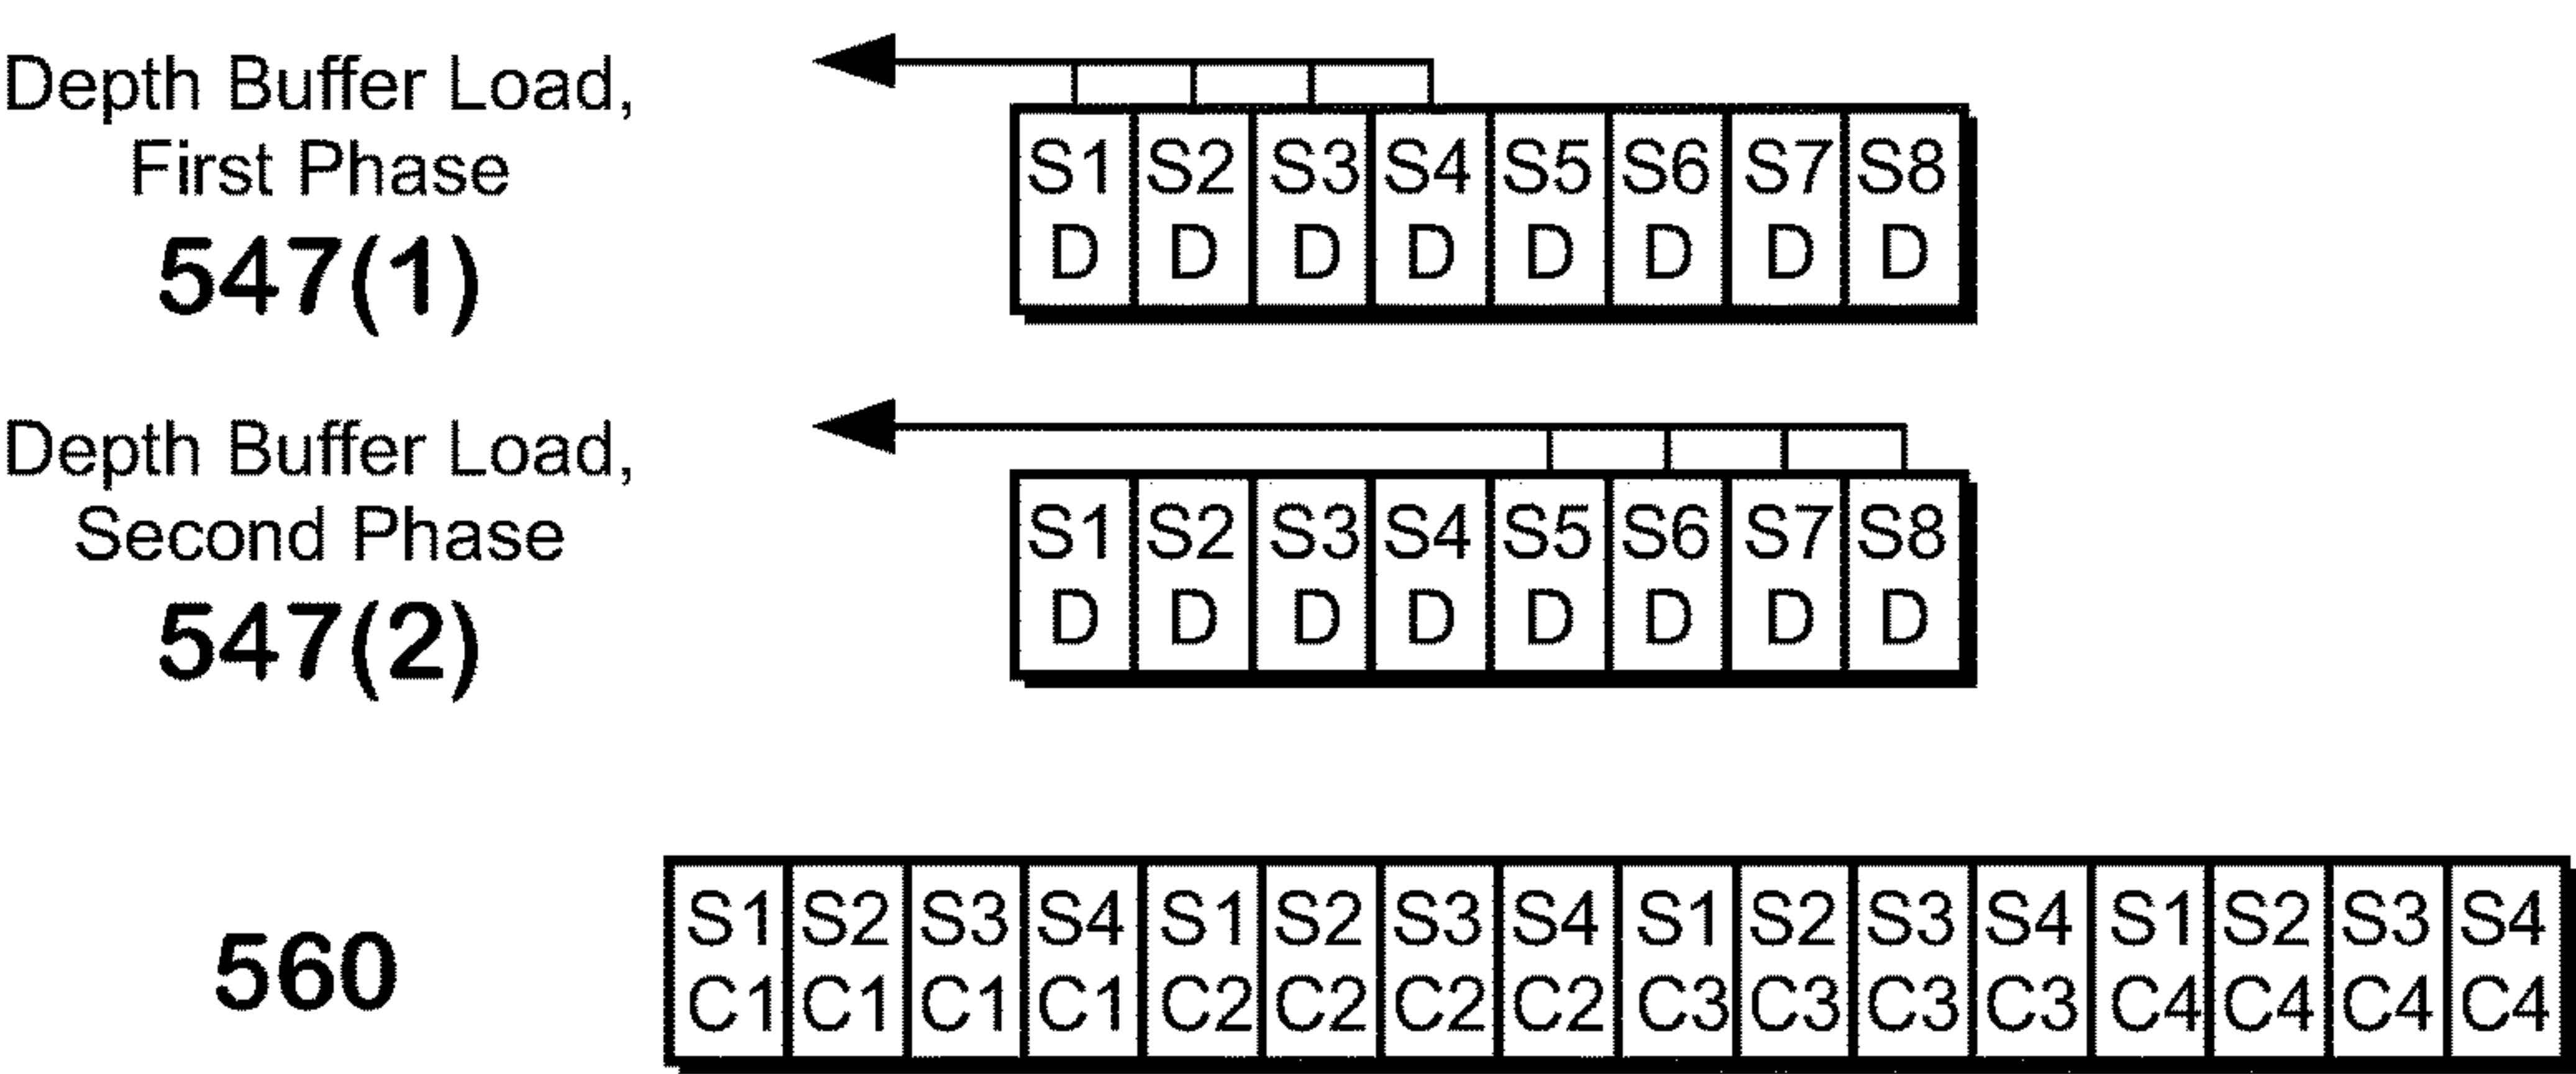 Depth Buffer Load,
First Phase
547(1)
S1 S2 S3 S4 S5 S6 S7 S8
D D D D D D D D
Depth Buffer Load,
Second Phase
547(2)
S1 S2 S3 S4 S5 S6 S7 S8
D D D D D D D D
560
S1 S2 S3 S4 S1 S2 S3 S4 S1 S2 S3 S4 S1 S2 S3 S4
C1 C1 C1 C1 C2 C2 C2 C2 C3 C3 C3 C3 C4 C4 C4 C4